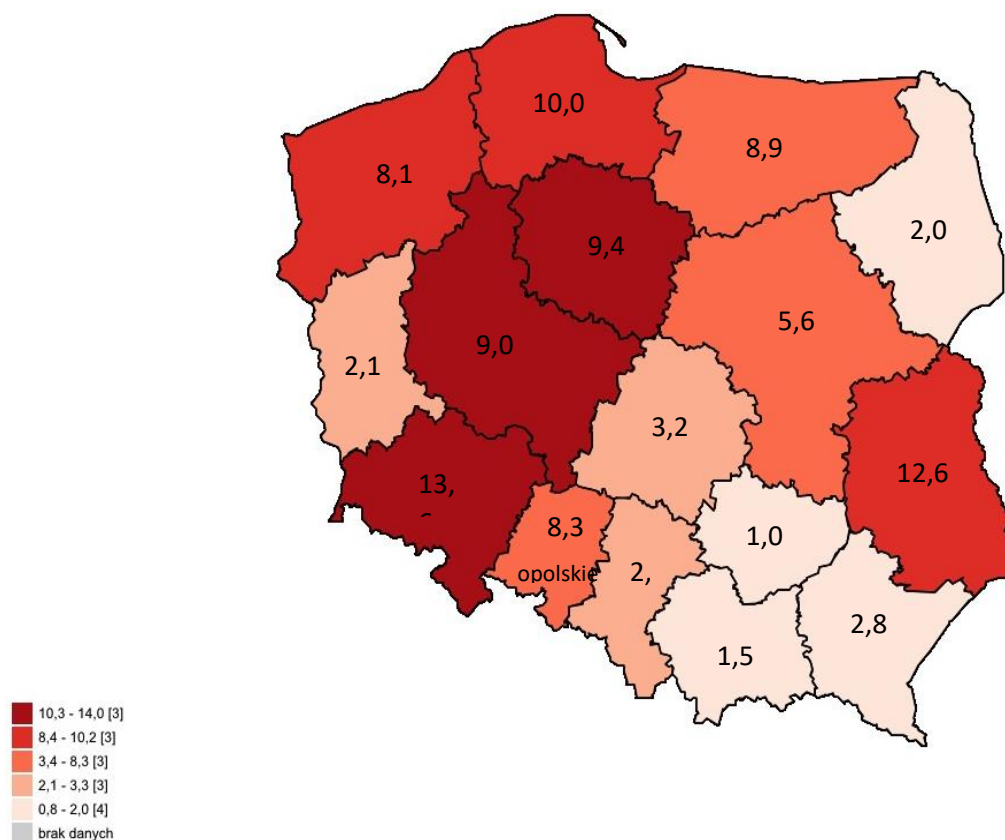 10,0
8,9
8,1
2,0
9,4
5,6
9,0
2,1
3,2
12,6
13,
8,3
1,0
opolskie
2,
2,8
1,5
10,3 - 14,0 [3]
8,4 - 10,2 [3]
3,4 - 8,3 [3]
2,1 - 3,3 [3]
0,8 - 2,0 [4]
brak danych